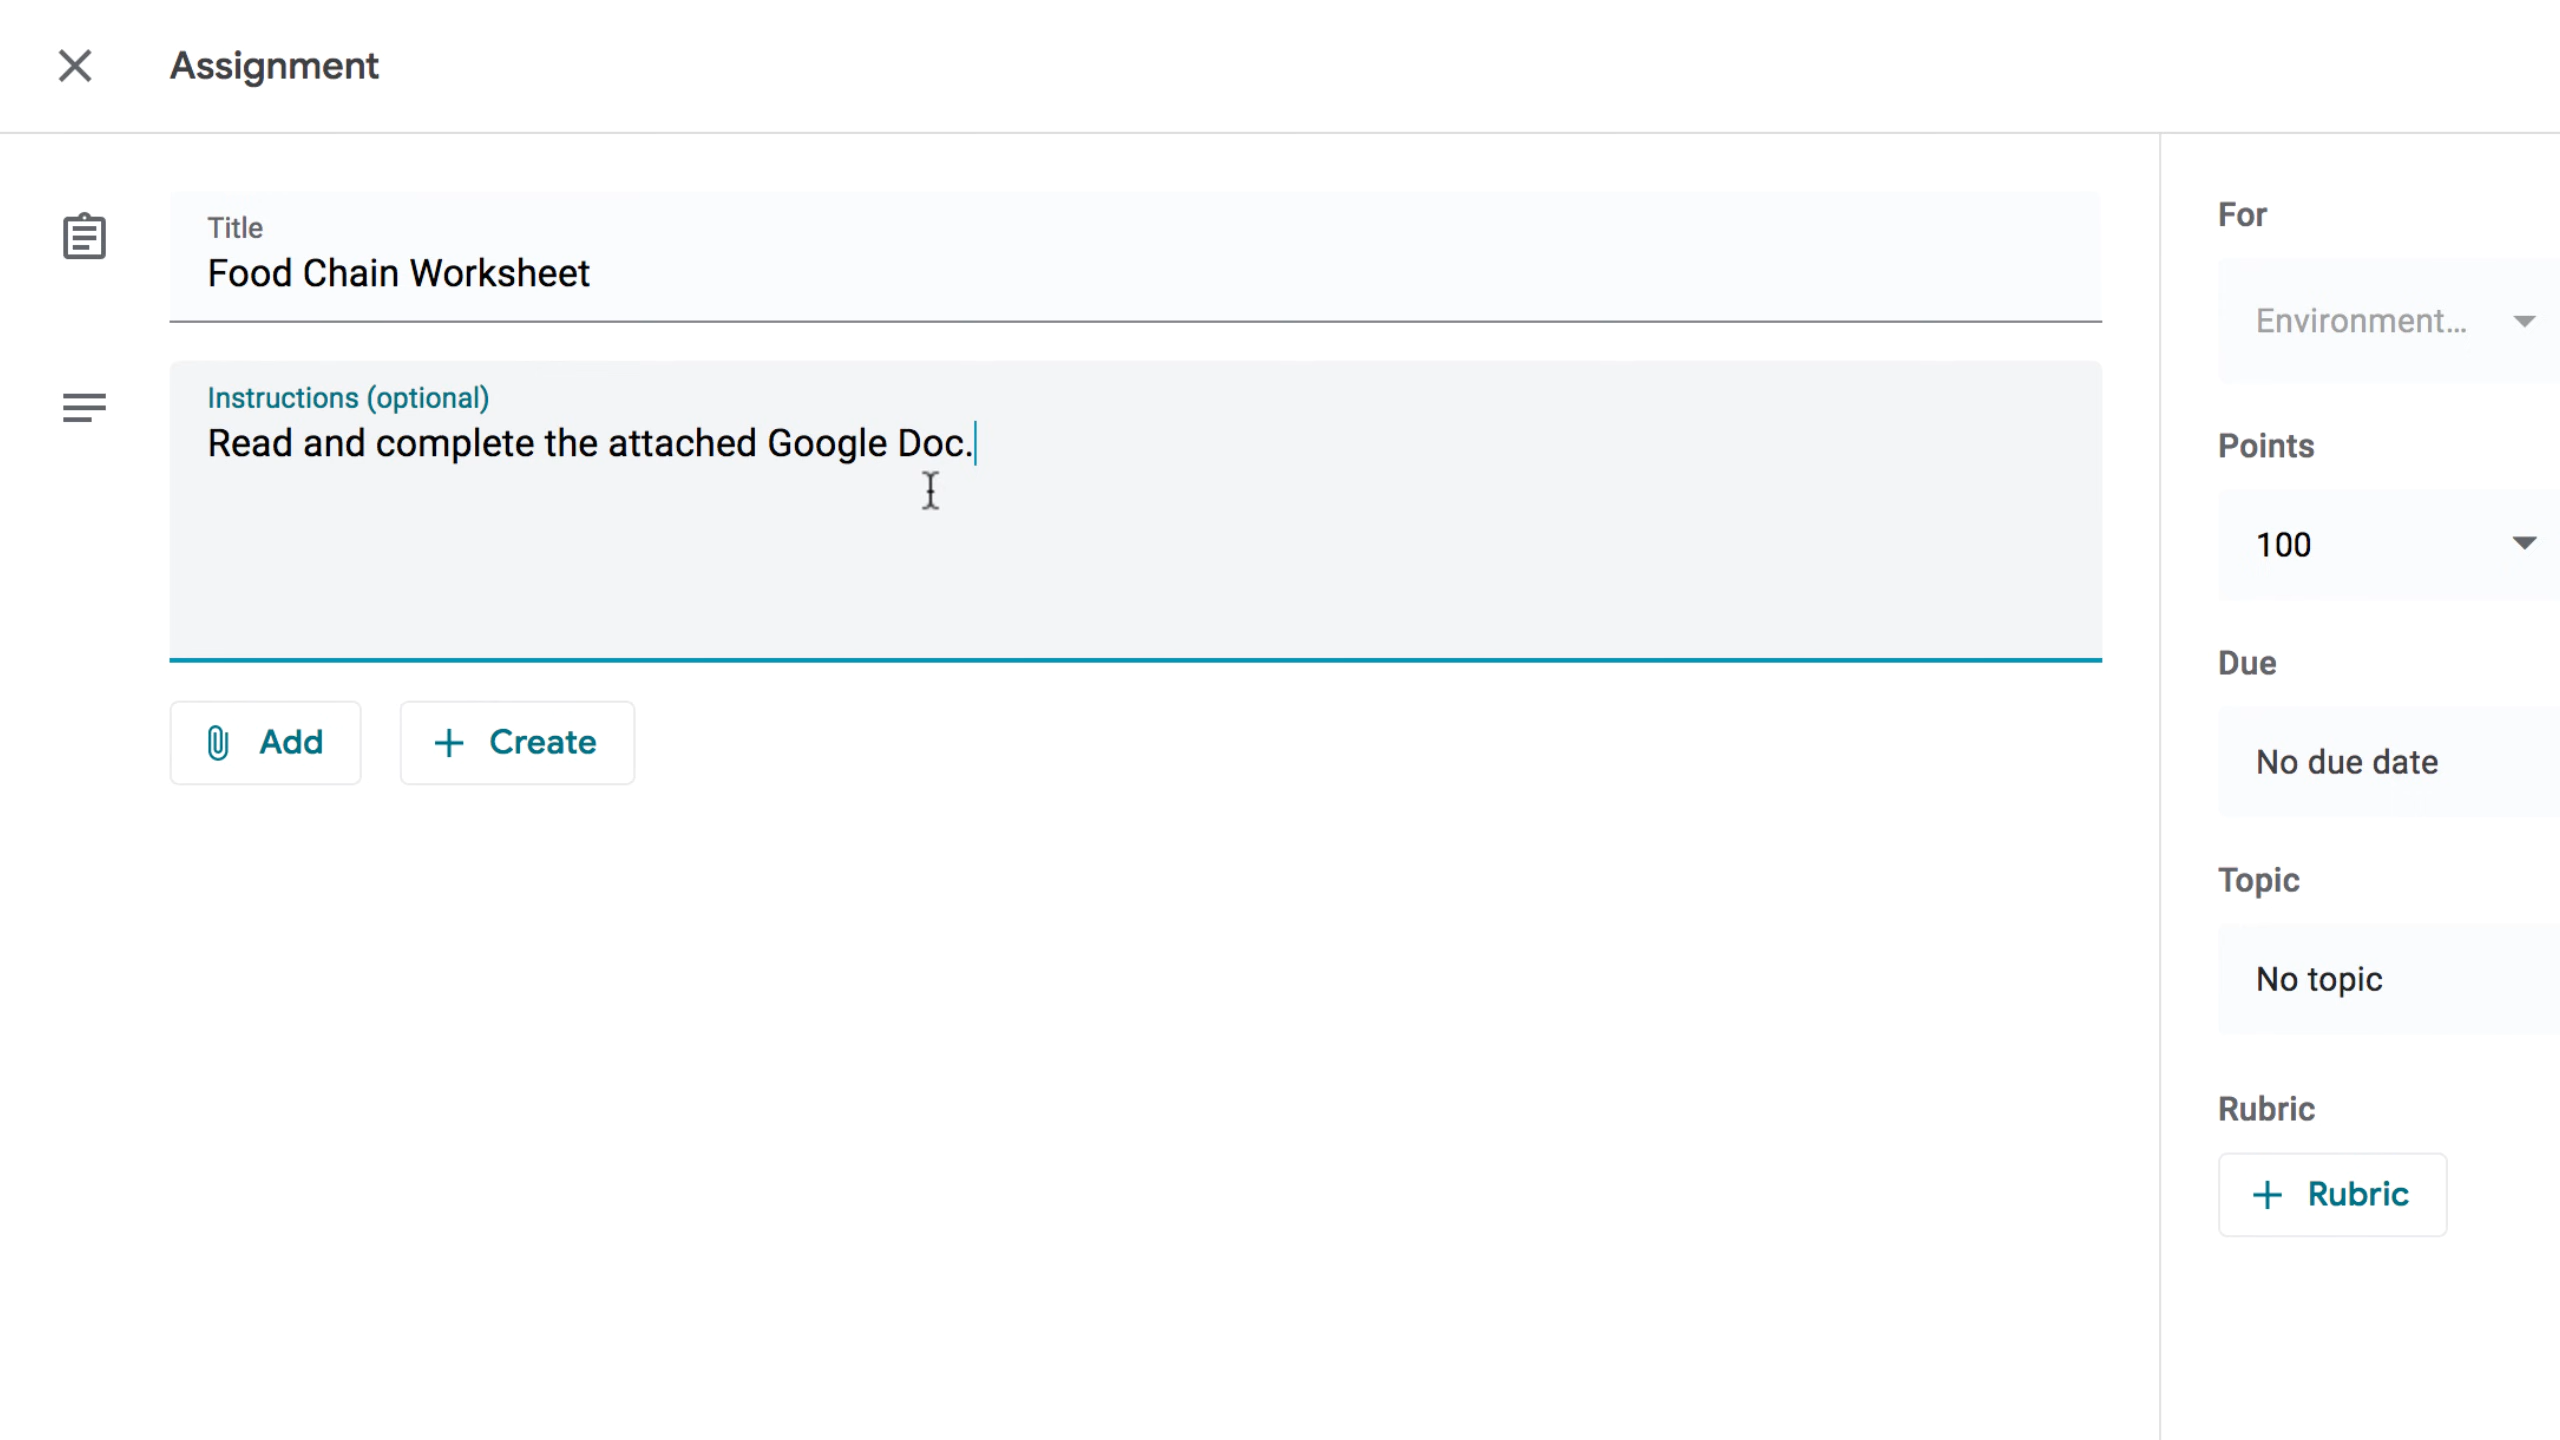 Assignment
Title
Food Chain Worksheet
Instructions (optional)
Read and complete the attached Google Doc.
Add
Create
For
Environment...
Points
100
Due
No due date
Topic
No topic
Rubric
Rubric